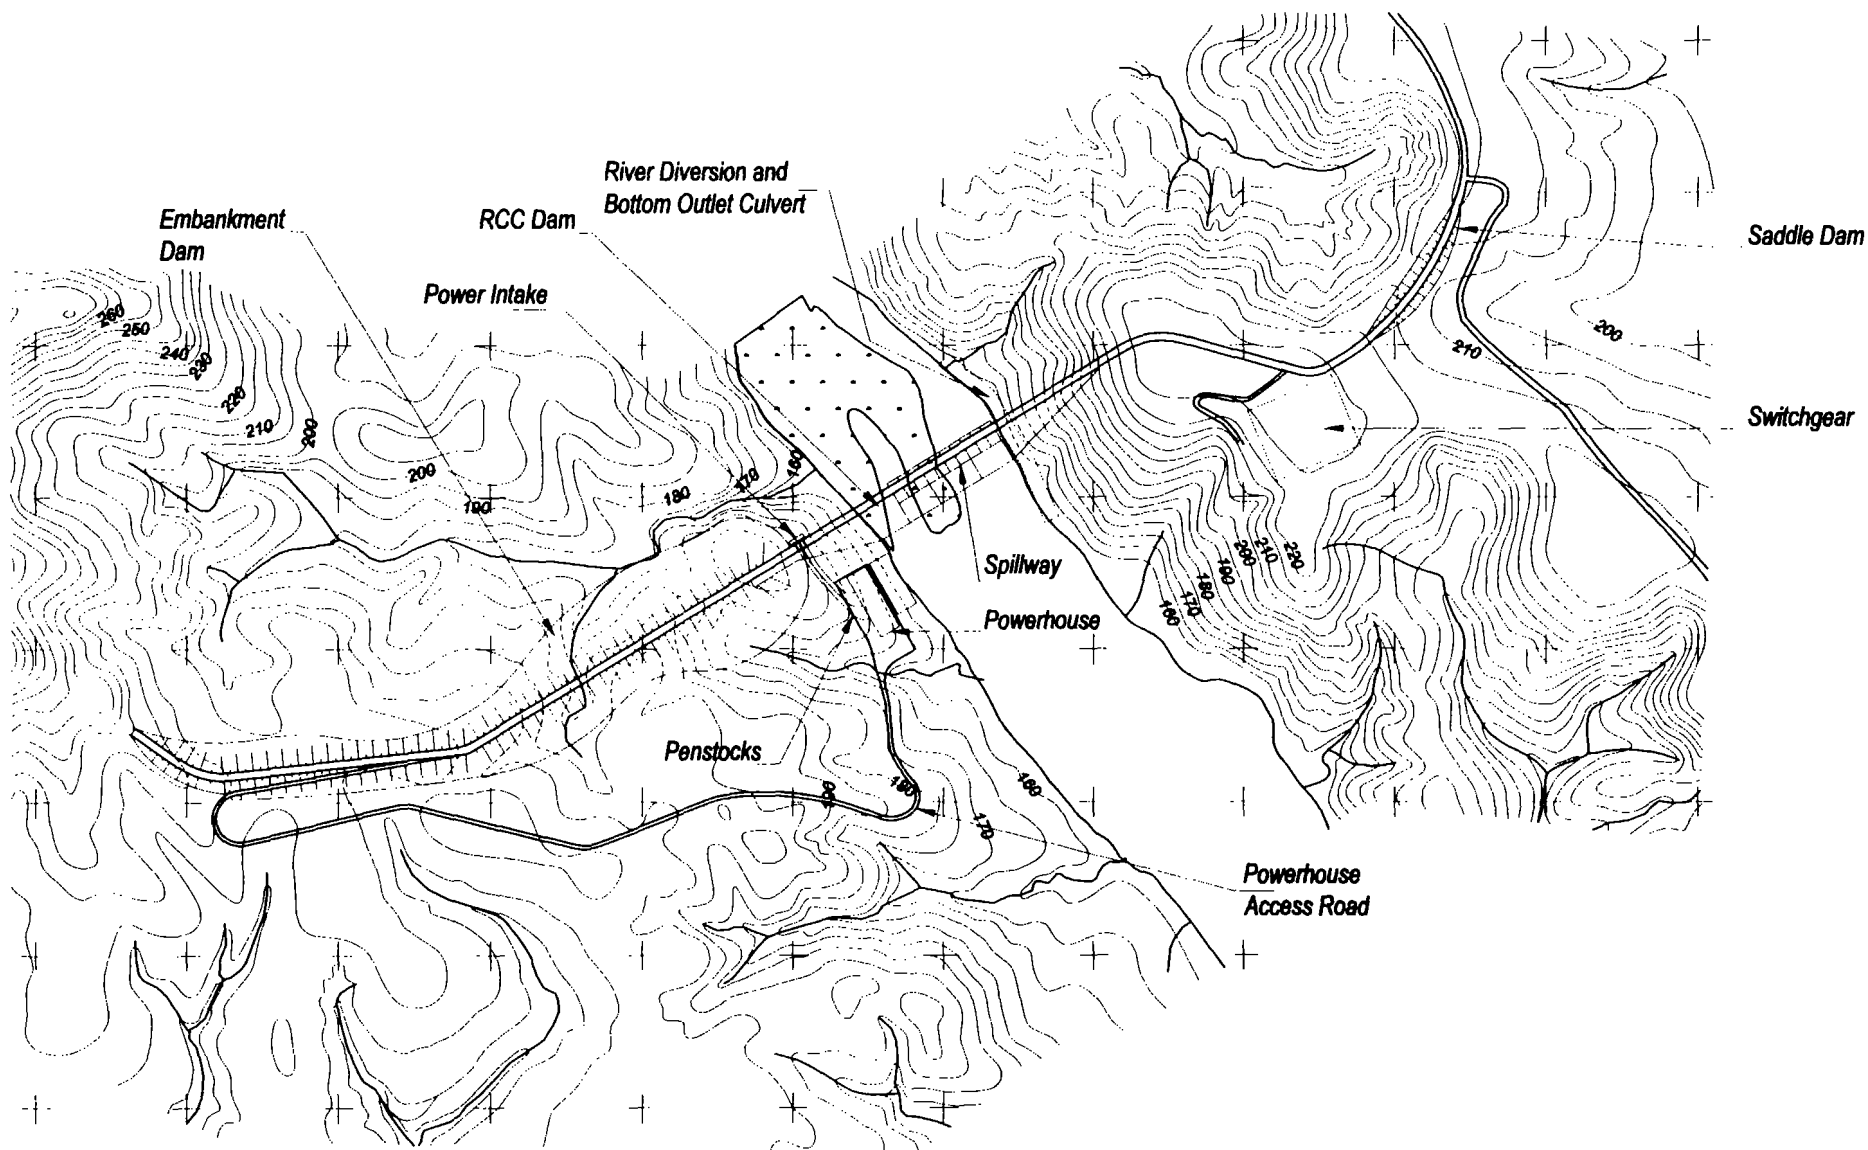 River Diversion and
Bottom Outlet Culvert
Embankment
Dam
RCC Dam
Power Intake
Saddle Dam
Switchgear
Spillway
Powerhouse
Penstocks
Powerhouse
Access Road
260
250
240
230
220
210
200
200
190
180
170
160
210
200
200
210
220
190
180
170
160
190
180
160
170